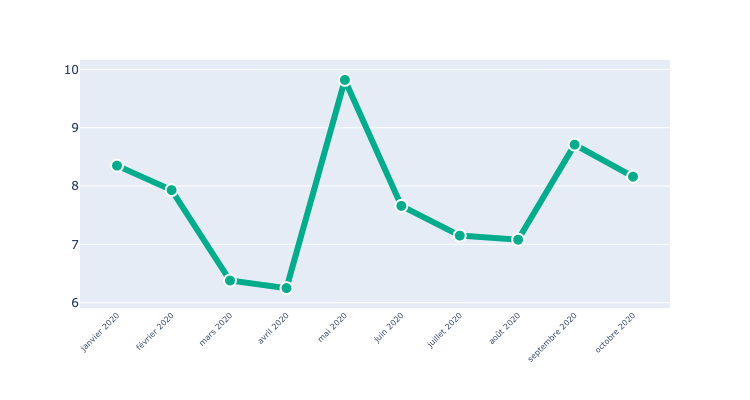 10
9
8
7
6
janvier 2020
février 2020
mars 2020
avril 2020
mai 2020
juin 2020
juillet 2020
août 2020
septembre 2020
octobre 2020